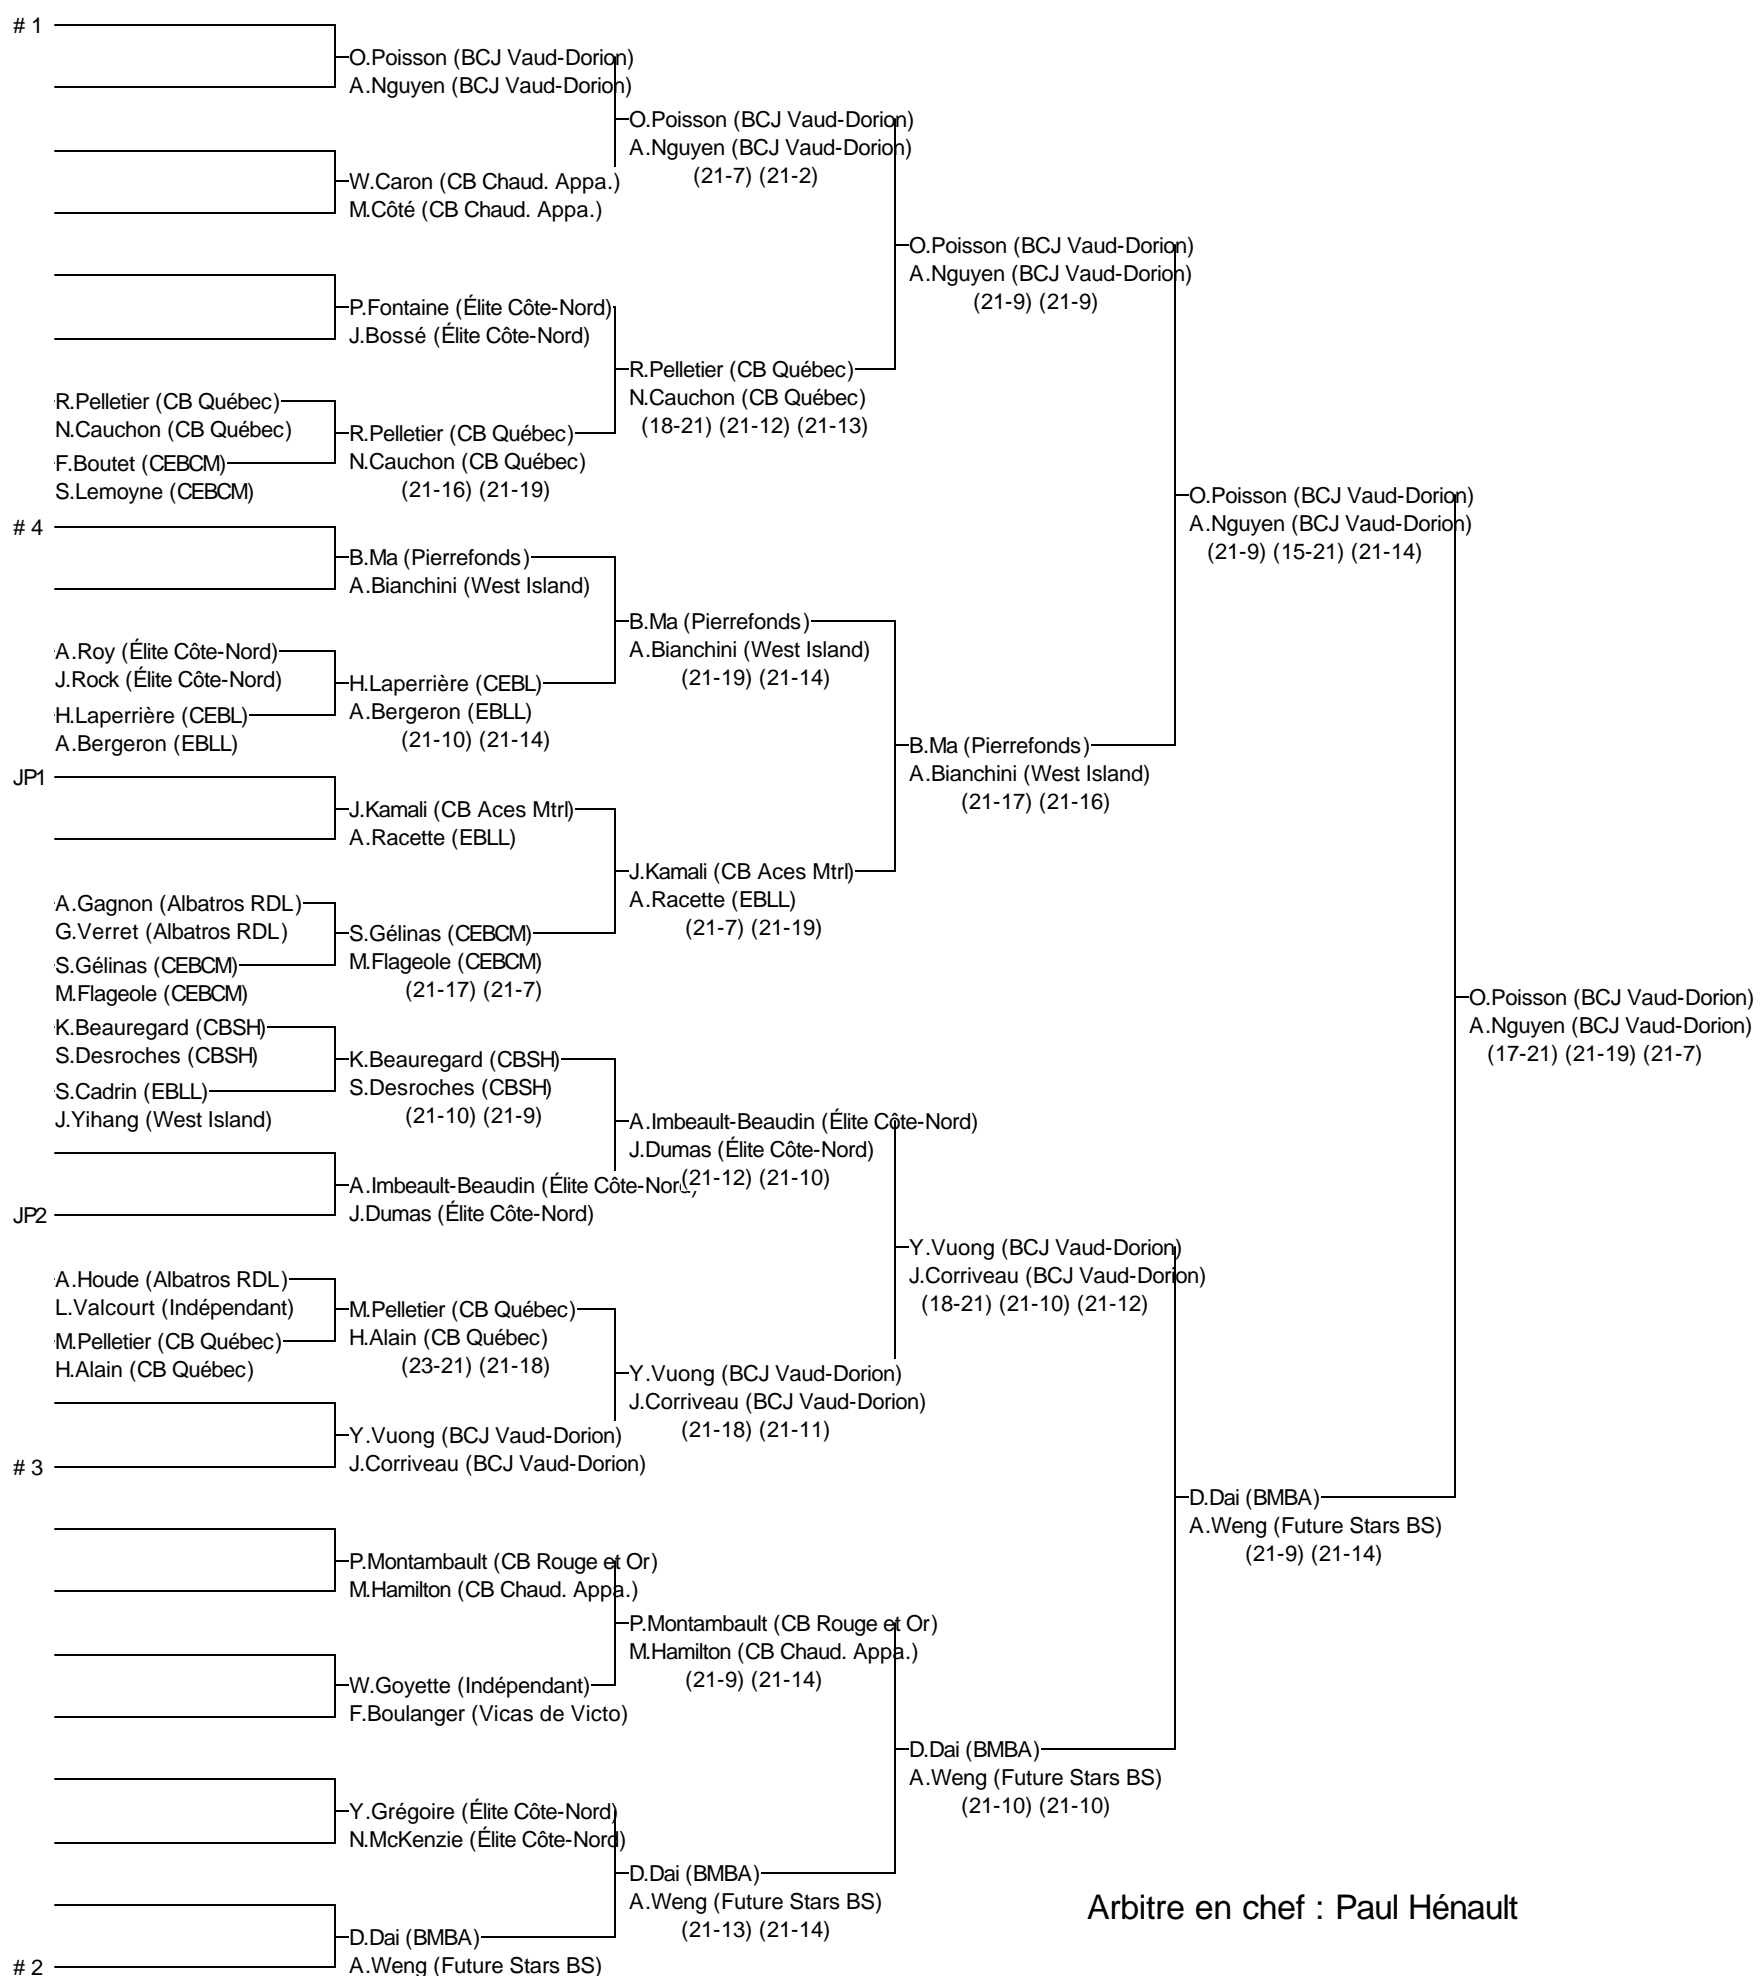 # 1
O.Poisson (BCJ Vaud-Dorion)
A.Nguyen (BCJ Vaud-Dorion)
O.Poisson (BCJ Vaud-Dorion)
A.Nguyen (BCJ Vaud-Dorion)
(21-7) (21-2)
W.Caron (CB Chaud. Appa.)
M.Côté (CB Chaud. Appa.)
O.Poisson (BCJ Vaud-Dorion)
A.Nguyen (BCJ Vaud-Dorion)
(21-9) (21-9)
P.Fontaine (Élite Côte-Nord)
J.Bossé (Élite Côte-Nord)
R.Pelletier (CB Québec)
N.Cauchon (CB Québec)
(18-21) (21-12) (21-13)
R.Pelletier (CB Québec)
N.Cauchon (CB Québec)
R.Pelletier (CB Québec)
N.Cauchon (CB Québec)
(21-16) (21-19)
F.Boutet (CEBCM)
S.Lemoyne (CEBCM)
O.Poisson (BCJ Vaud-Dorion)
A.Nguyen (BCJ Vaud-Dorion)
(21-9) (15-21) (21-14)
# 4
B.Ma (Pierrefonds)
A.Bianchini (West Island)
B.Ma (Pierrefonds)
A.Bianchini (West Island)
(21-19) (21-14)
A.Roy (Élite Côte-Nord)
J.Rock (Élite Côte-Nord)
H.Laperrière (CEBL)
A.Bergeron (EBLL)
(21-10) (21-14)
H.Laperrière (CEBL)
A.Bergeron (EBLL)
B.Ma (Pierrefonds)
A.Bianchini (West Island)
(21-17) (21-16)
JP1
J.Kamali (CB Aces Mtrl)
A.Racette (EBLL)
J.Kamali (CB Aces Mtrl)
A.Racette (EBLL)
(21-7) (21-19)
A.Gagnon (Albatros RDL)
G.Verret (Albatros RDL)
S.Gélinas (CEBCM)
M.Flageole (CEBCM)
(21-17) (21-7)
S.Gélinas (CEBCM)
M.Flageole (CEBCM)
O.Poisson (BCJ Vaud-Dorion)
A.Nguyen (BCJ Vaud-Dorion)
(17-21) (21-19) (21-7)
K.Beauregard (CBSH)
S.Desroches (CBSH)
K.Beauregard (CBSH)
S.Desroches (CBSH)
(21-10) (21-9)
S.Cadrin (EBLL)
J.Yihang (West Island)
A.Imbeault-Beaudin (Élite Côte-Nord)
J.Dumas (Élite Côte-Nord)
(21-12) (21-10)
A.Imbeault-Beaudin (Élite Côte-Nord)
J.Dumas (Élite Côte-Nord)
JP2
Y.Vuong (BCJ Vaud-Dorion)
J.Corriveau (BCJ Vaud-Dorion)
(18-21) (21-10) (21-12)
A.Houde (Albatros RDL)
L.Valcourt (Indépendant)
M.Pelletier (CB Québec)
H.Alain (CB Québec)
(23-21) (21-18)
M.Pelletier (CB Québec)
H.Alain (CB Québec)
Y.Vuong (BCJ Vaud-Dorion)
J.Corriveau (BCJ Vaud-Dorion)
(21-18) (21-11)
Y.Vuong (BCJ Vaud-Dorion)
J.Corriveau (BCJ Vaud-Dorion)
# 3
D.Dai (BMBA)
A.Weng (Future Stars BS)
(21-9) (21-14)
P.Montambault (CB Rouge et Or)
M.Hamilton (CB Chaud. Appa.)
P.Montambault (CB Rouge et Or)
M.Hamilton (CB Chaud. Appa.)
(21-9) (21-14)
W.Goyette (Indépendant)
F.Boulanger (Vicas de Victo)
D.Dai (BMBA)
A.Weng (Future Stars BS)
(21-10) (21-10)
Y.Grégoire (Élite Côte-Nord)
N.McKenzie (Élite Côte-Nord)
D.Dai (BMBA)
A.Weng (Future Stars BS)
(21-13) (21-14)
Arbitre en chef : Paul Hénault
D.Dai (BMBA)
A.Weng (Future Stars BS)
# 2